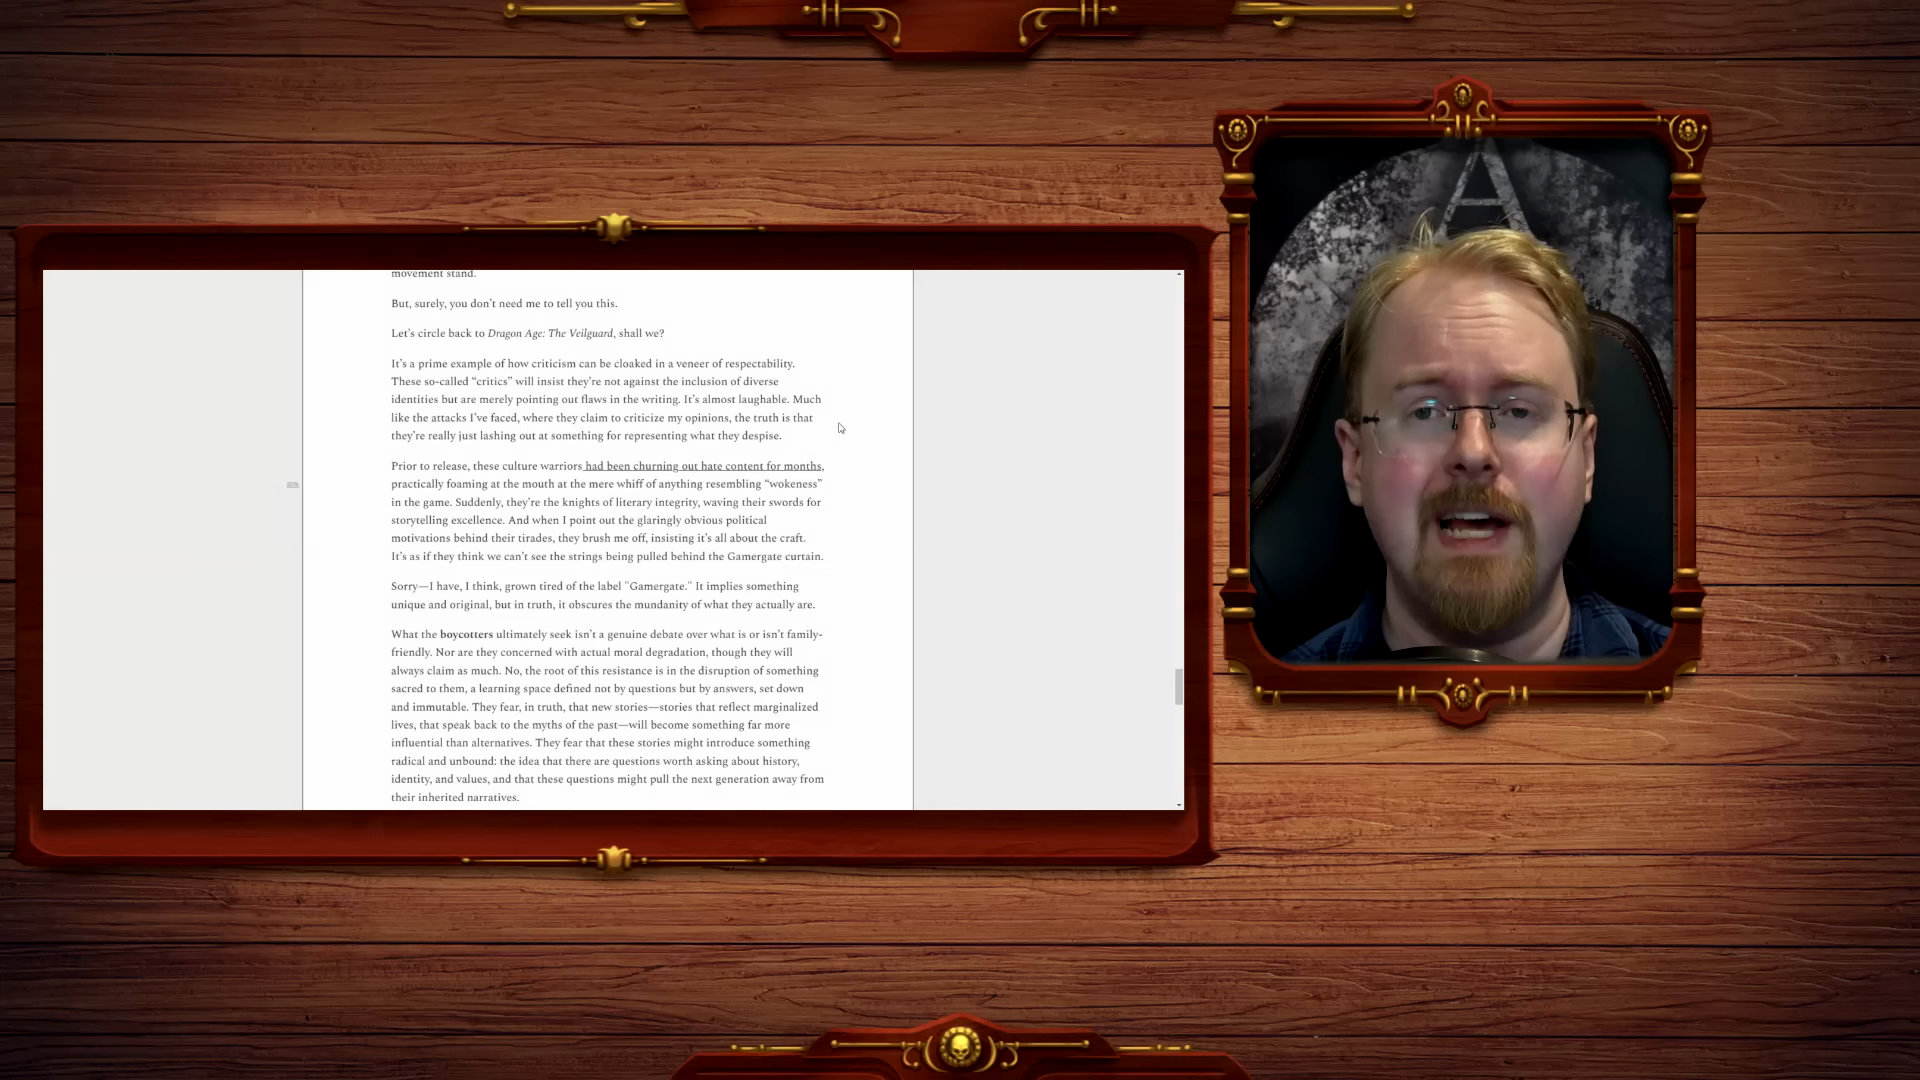 movement stand.
But, surely, you don’t need me to tell you this.
Let’s circle back to Dragon Age: The Veilguard, shall we?
It’s a prime example of how criticism can be cloaked in a veneer of respectability.
These so-called “critics” will insist they’re not against the inclusion of diverse
identities but are merely pointing out flaws in the writing. It’s almost laughable. Much
like the attacks I’ve faced, where they claim to criticize my opinions, the truth is that
they’re really just lashing out at something for representing what they despise.
Prior to release, these culture warriors had been churning out hate content for months,
practically foaming at the mouth at the mere whiff of anything resembling “wokeness”
in the game. Suddenly, they’re the knights of literary integrity, waving their swords for
storytelling excellence. And when I point out the glaringly obvious political
motivations behind their tirades, they brush me off, insisting it’s all about the craft.
It’s as if they think we can’t see the strings being pulled behind the Gamergate curtain.
Sorry—I have, I think, grown tired of the label "Gamergate." It implies something
unique and original, but in truth, it obscures the mundanity of what they actually are.
What the boycotters ultimately seek isn’t a genuine debate over what is or isn’t family-
friendly. Nor are they concerned with actual moral degradation, though they will
always claim as much. No, the root of this resistance is in the disruption of something
sacred to them, a learning space defined not by questions but by answers, set down
and immutable. They fear, in truth, that new stories—stories that reflect marginalized
lives, that speak back to the myths of the past—will become something far more
influential than alternatives. They fear that these stories might introduce something
radical and unbound: the idea that there are questions worth asking about history,
identity, and values, and that these questions might pull the next generation away from
their inherited narratives.
A